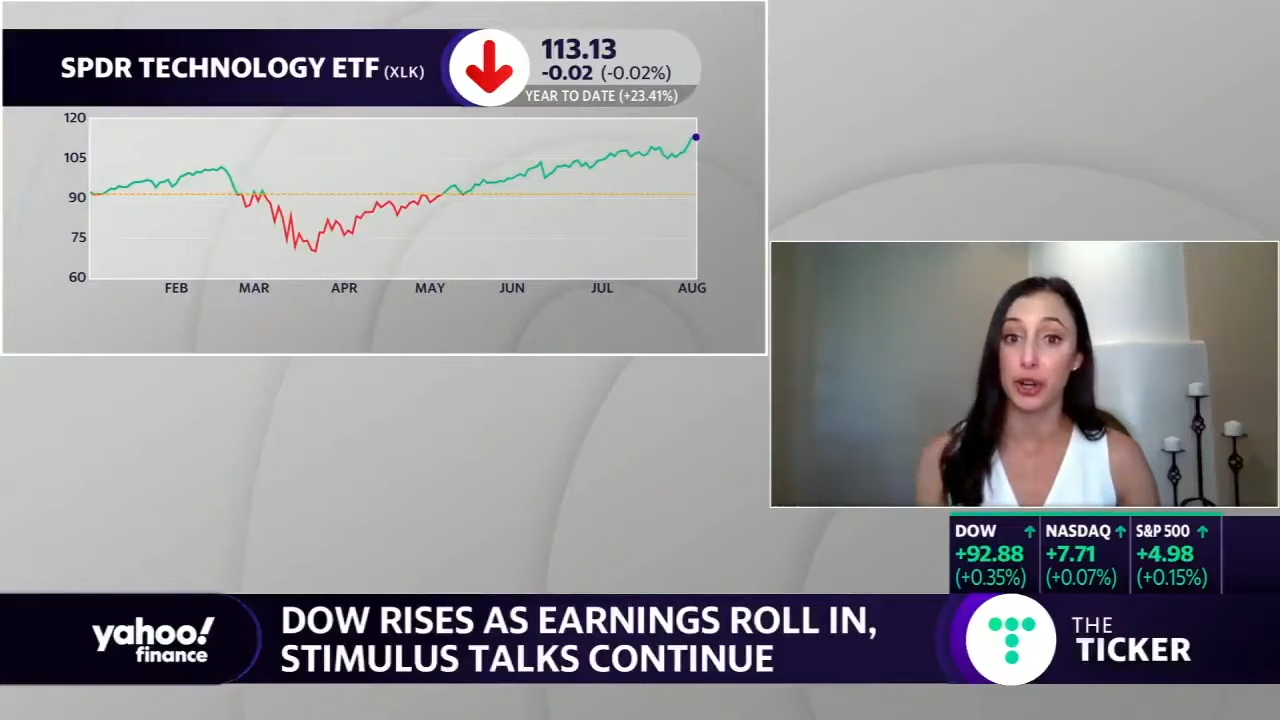 SPDR TECHNOLOGY ETF (XLK)
113.13
-0.02 (-0.02%)
YEAR TO DATE (+23.41%)
120
105
90
75
60
FEB MAR APR MAY JUN JUL AUG
DOW
+92.88
(+0.35%)
NASDAQ
+7.71
(+0.07%)
S&P 500
+4.98
(+0.15%)
yahoo!
finance
DOW RISES AS EARNINGS ROLL IN,
STIMULUS TALKS CONTINUE
THE
TICKER